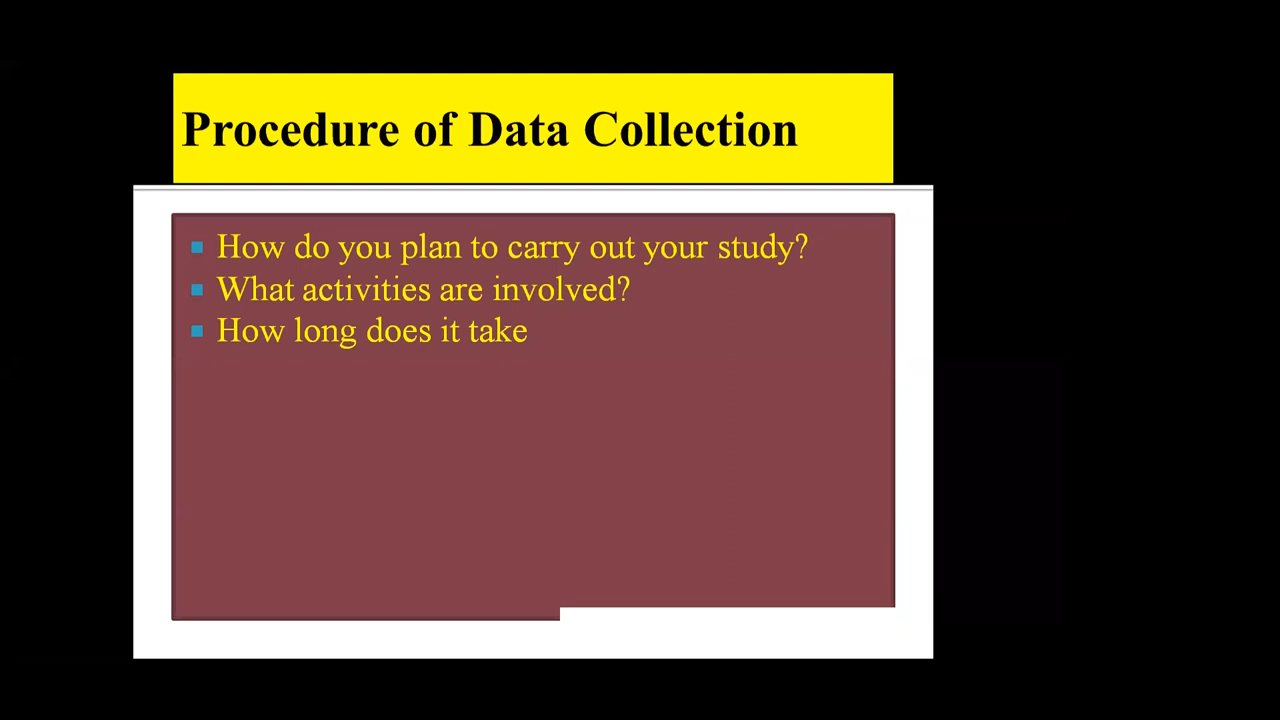 Procedure of Data Collection
How do you plan to carry out your study?
What activities are involved?
How long does it take